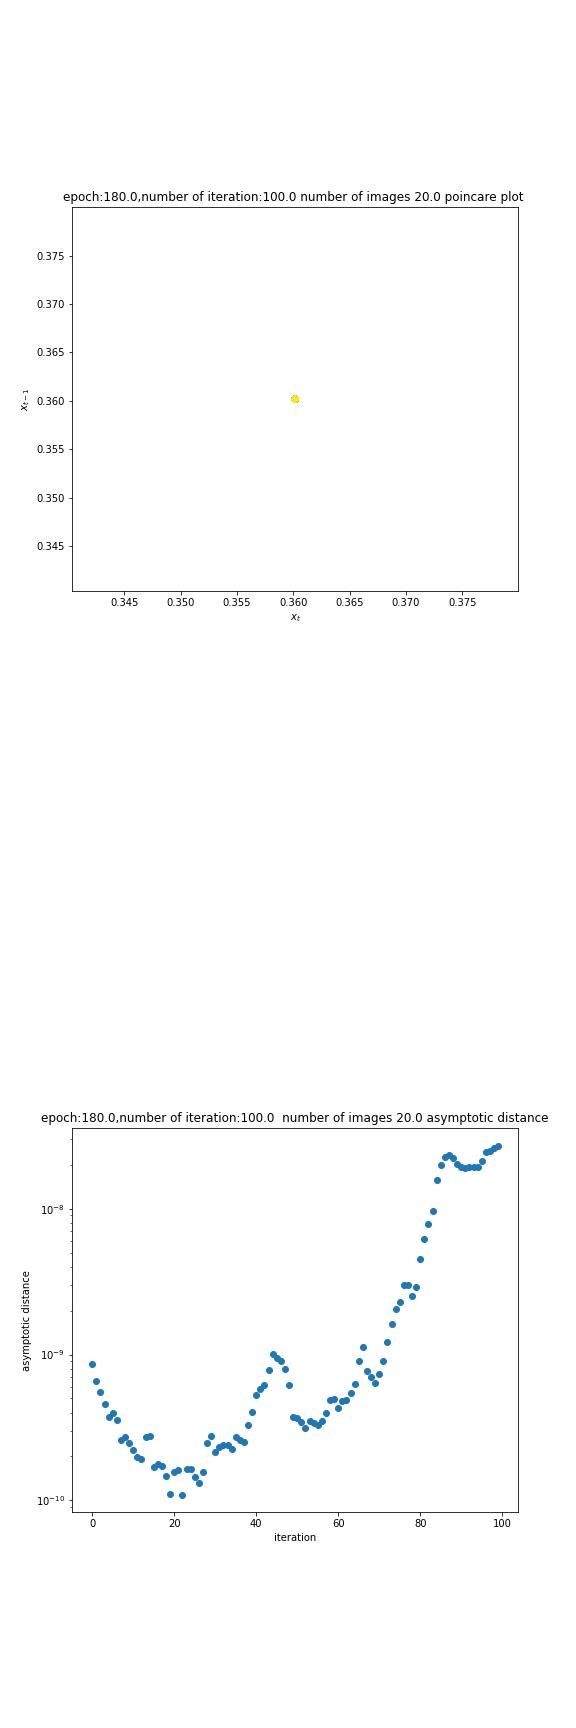 epoch:180.0,number of iteration:100.0 number of images 20.0 poincare plot
0.375
0.370
0.365
0.360
0.355
0.350
0.345
x_{t-1}
0.345 0.350 0.355 0.360 0.365 0.370 0.375
x_t
epoch:180.0,number of iteration:100.0  number of images 20.0 asymptotic distance
10⁻⁸
10⁻⁹
10⁻¹⁰
asymptotic distance
0 20 40 60 80 100
iteration